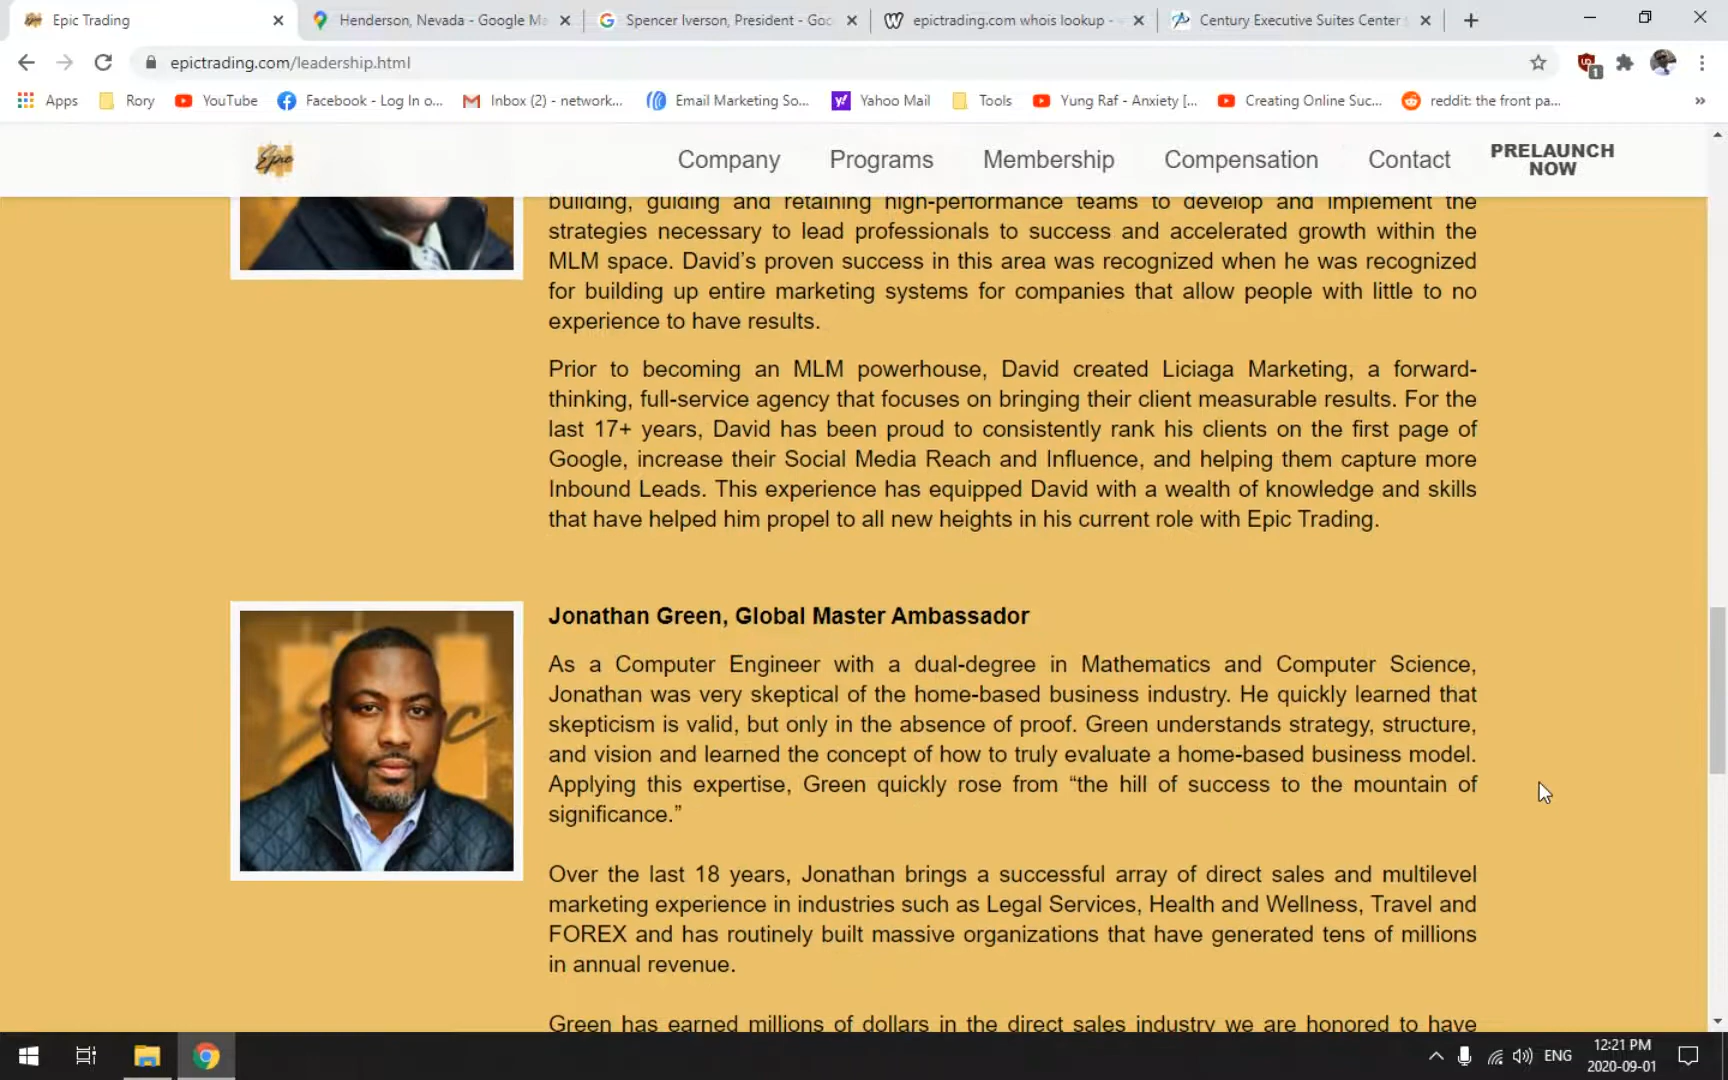 Epic Trading
Henderson, Nevada - Google Ma
Spencer Iverson, President - Goo
epictrading.com whois lookup -
Century Executive Suites Center
epictrading.com/leadership.html
1
Apps
Rory
YouTube
Facebook - Log In o...
Inbox (2) - network...
Email Marketing So...
Yahoo Mail
Tools
Yung Raf - Anxiety [...
Creating Online Suc...
reddit: the front pa...
»
Epic
Company
Programs
Membership
Compensation
Contact
PRELAUNCH
NOW
building, guiding and retaining high-performance teams to develop and implement the
strategies necessary to lead professionals to success and accelerated growth within the
MLM space. David’s proven success in this area was recognized when he was recognized
for building up entire marketing systems for companies that allow people with little to no
experience to have results.
Prior to becoming an MLM powerhouse, David created Liciaga Marketing, a forward-
thinking, full-service agency that focuses on bringing their client measurable results. For the
last 17+ years, David has been proud to consistently rank his clients on the first page of
Google, increase their Social Media Reach and Influence, and helping them capture more
Inbound Leads. This experience has equipped David with a wealth of knowledge and skills
that have helped him propel to all new heights in his current role with Epic Trading.
Jonathan Green, Global Master Ambassador
As a Computer Engineer with a dual-degree in Mathematics and Computer Science,
Jonathan was very skeptical of the home-based business industry. He quickly learned that
skepticism is valid, but only in the absence of proof. Green understands strategy, structure,
and vision and learned the concept of how to truly evaluate a home-based business model.
Applying this expertise, Green quickly rose from “the hill of success to the mountain of
significance.”
Over the last 18 years, Jonathan brings a successful array of direct sales and multilevel
marketing experience in industries such as Legal Services, Health and Wellness, Travel and
FOREX and has routinely built massive organizations that have generated tens of millions
in annual revenue.
Green has earned millions of dollars in the direct sales industry we are honored to have
ENG
12:21 PM
2020-09-01